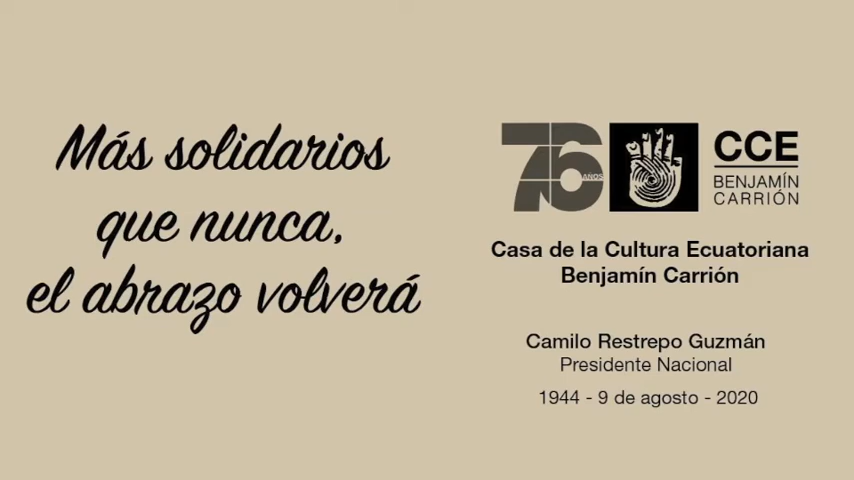 Más solidarios
que nunca,
el abrazo volverá
76 AÑOS
CCE
BENJAMÍN
CARRIÓN
Casa de la Cultura Ecuatoriana
Benjamín Carrión
Camilo Restrepo Guzmán
Presidente Nacional
1944 - 9 de agosto - 2020